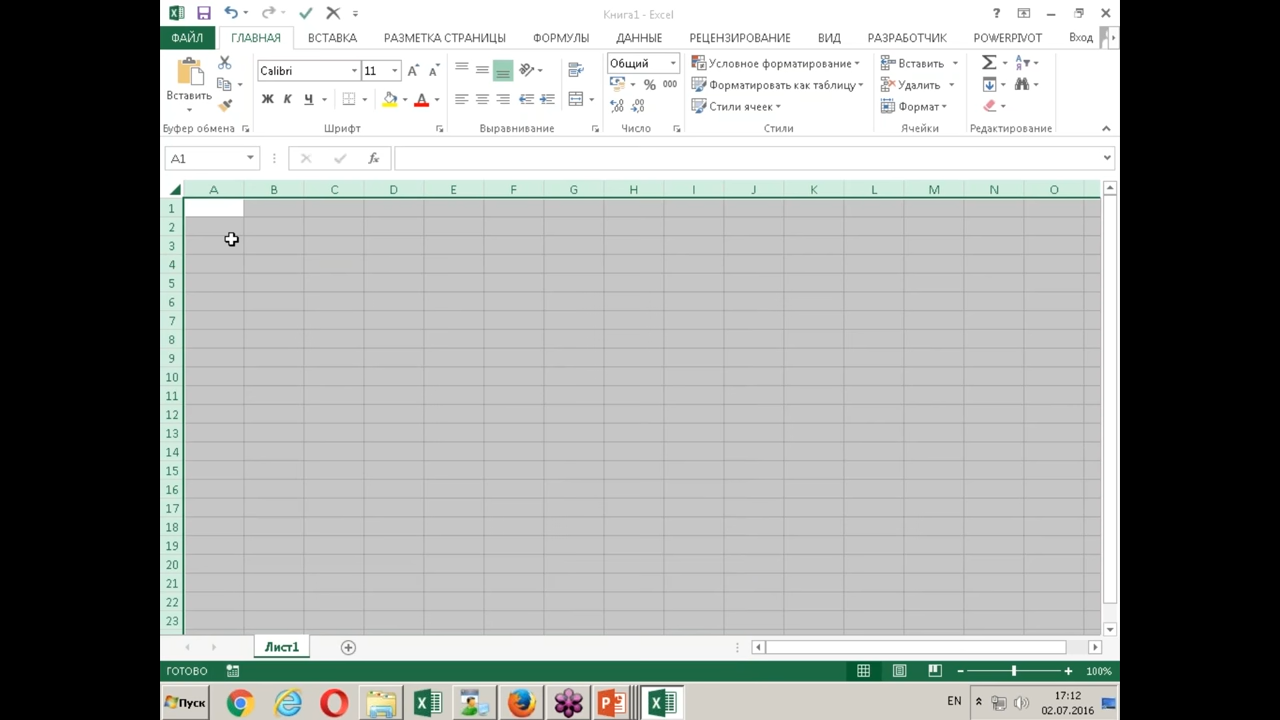 Книга1 - Excel
ФАЙЛ ГЛАВНАЯ ВСТАВКА РАЗМЕТКА СТРАНИЦЫ ФОРМУЛЫ ДАННЫЕ РЕЦЕНЗИРОВАНИЕ ВИД РАЗРАБОТЧИК POWERPIVOT Вход
Вставить
Calibri 11
Ж К Ч
Общий
% 000
Условное форматирование
Форматировать как таблицу
Стили ячеек
Вставить
Удалить
Формат
Буфер обмена Шрифт Выравнивание Число Стили Ячейки Редактирование
A1 fx
A B C D E F G H I J K L M N O
1
2
3
4
5
6
7
8
9
10
11
12
13
14
15
16
17
18
19
20
21
22
23
Лист1
ГОТОВО 100%
Пуск EN 17:12
02.07.2016